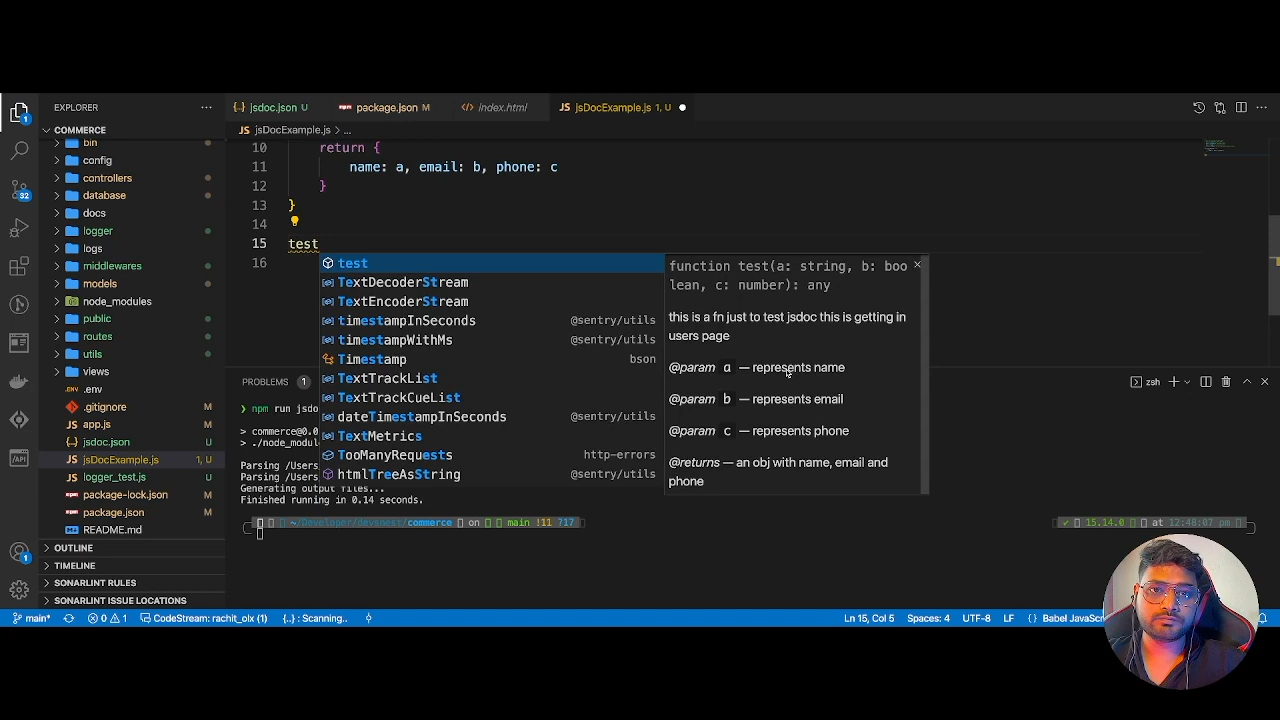 EXPLORER
jsdoc.json U
package.json M
index.html
jsDocExample.js 1, U
COMMERCE
jsDocExample.js > ...
bin
config
controllers
database
docs
logger
logs
middlewares
models
node_modules
public
routes
utils
views
.env
.gitignore M
app.js M
jsdoc.json U
jsDocExample.js 1, U
logger_test.js U
package-lock.json M
package.json M
README.md
OUTLINE
TIMELINE
SONARLINT RULES
SONARLINT ISSUE LOCATIONS
10 return {
11 name: a, email: b, phone: c
12 }
13 }
14
15 test
16
test
TextDecoderStream
TextEncoderStream
timestampInSeconds @sentry/utils
timestampWithMs @sentry/utils
Timestamp bson
TextTrackList
TextTrackCueList
dateTimestampInSeconds @sentry/utils
TextMetrics
TooManyRequests http-errors
htmlTreeAsString @sentry/utils
function test(a: string, b: boo
lean, c: number): any
this is a fn just to test jsdoc this is getting in
users page
@param a — represents name
@param b — represents email
@param c — represents phone
@returns — an obj with name, email and
phone
PROBLEMS 1
zsh
> npm run jsdo
> commerce@0.0
> ./node_modul
Parsing /Users/
Parsing /Users/
Generating output files...
Finished running in 0.14 seconds.
~/Developer/devsnest/commerce on main !11 ?17
✔ 15.14.0 at 12:48:07 pm
1
32
1
main*
0 1
CodeStream: rachit_olx (1)
{..} : Scanning..
Ln 15, Col 5
Spaces: 4
UTF-8
LF
{} Babel JavaSc